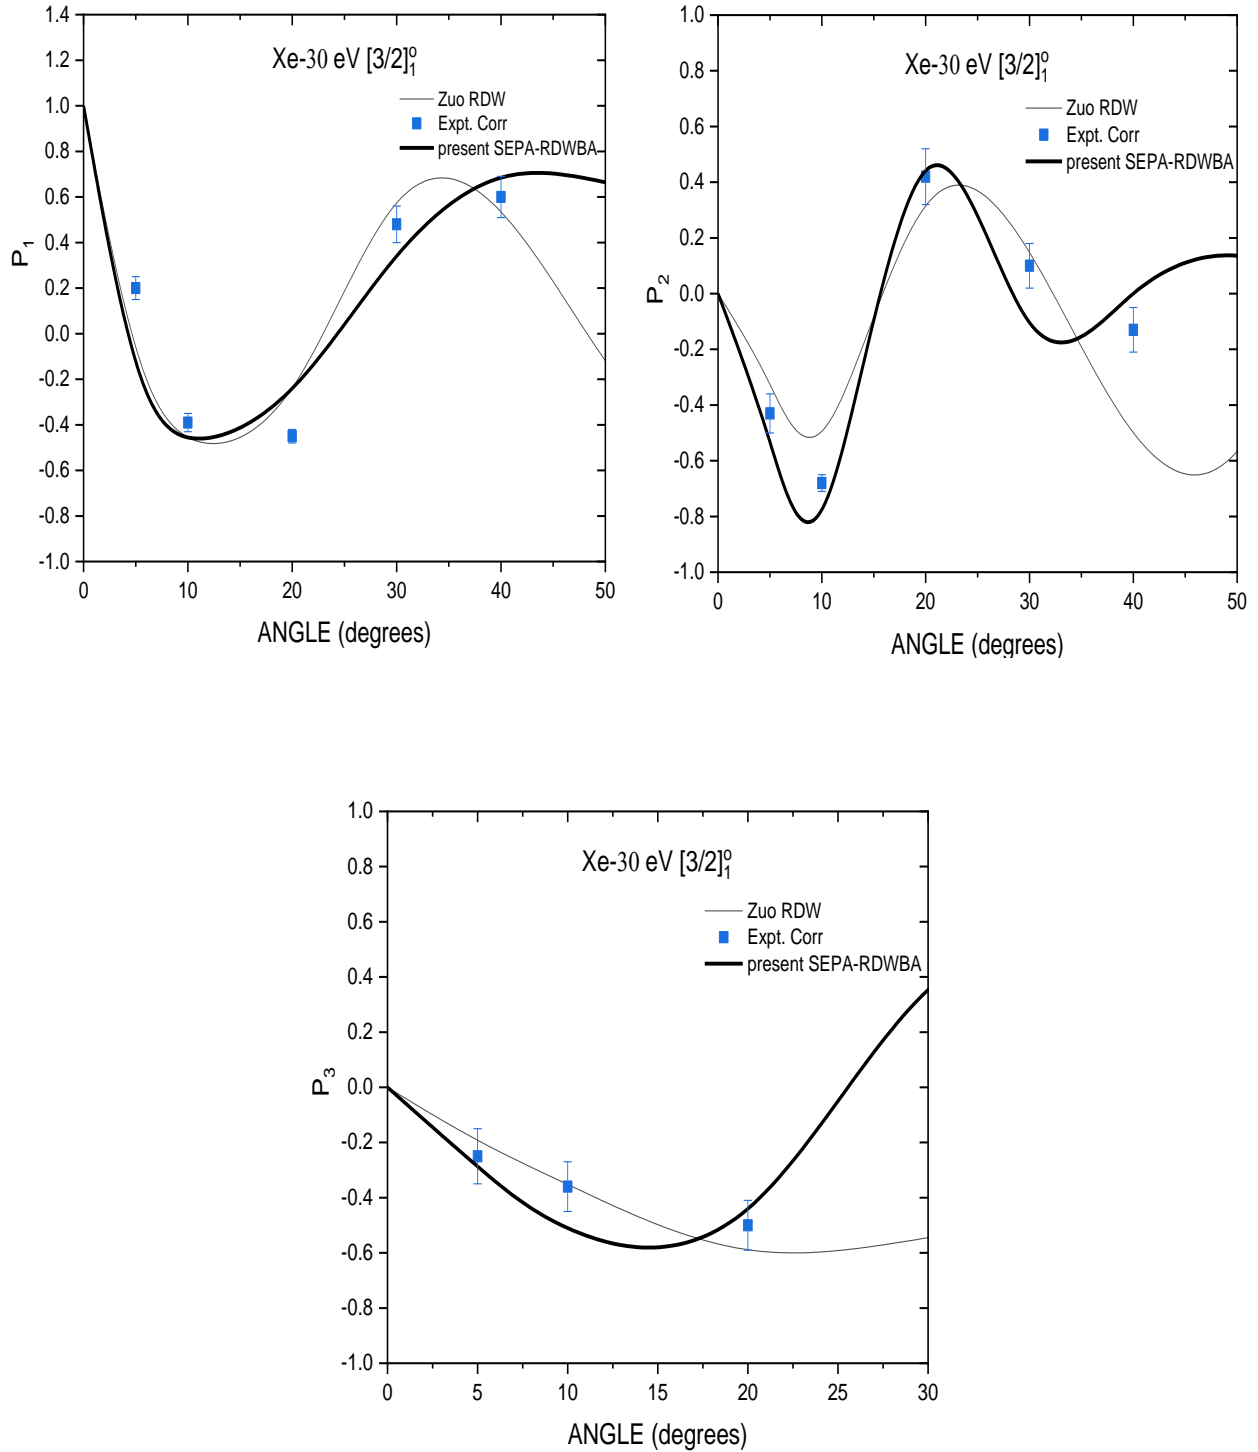 Xe-30 eV [3/2]₁ᵒ
Zuo RDW
Expt. Corr
present SEPA-RDWBA
P₁
1.4
1.2
1.0
0.8
0.6
0.4
0.2
0.0
-0.2
-0.4
-0.6
-0.8
-1.0
0 10 20 30 40 50
ANGLE (degrees)
Xe-30 eV [3/2]₁ᵒ
Zuo RDW
Expt. Corr
present SEPA-RDWBA
P₂
1.0
0.8
0.6
0.4
0.2
0.0
-0.2
-0.4
-0.6
-0.8
-1.0
0 10 20 30 40 50
ANGLE (degrees)
Xe-30 eV [3/2]₁ᵒ
Zuo RDW
Expt. Corr
present SEPA-RDWBA
P₃
1.0
0.8
0.6
0.4
0.2
0.0
-0.2
-0.4
-0.6
-0.8
-1.0
0 5 10 15 20 25 30
ANGLE (degrees)